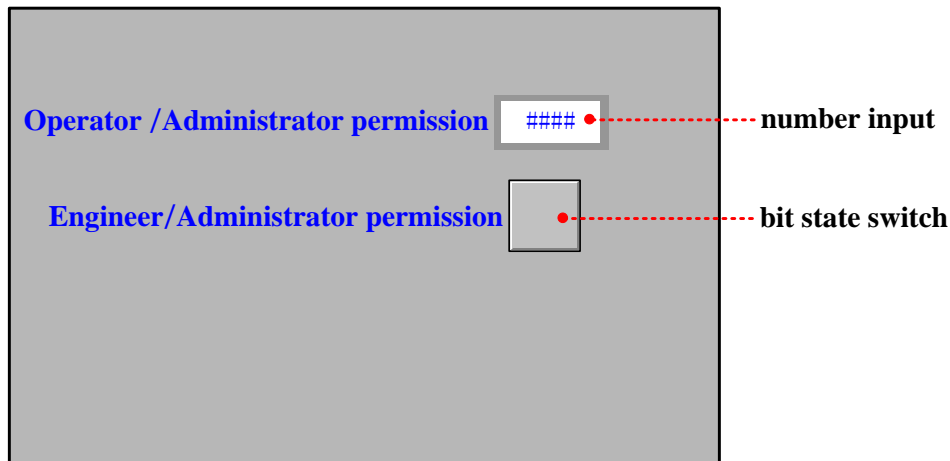 Operator /Administrator permission #### number input
Engineer/Administrator permission bit state switch